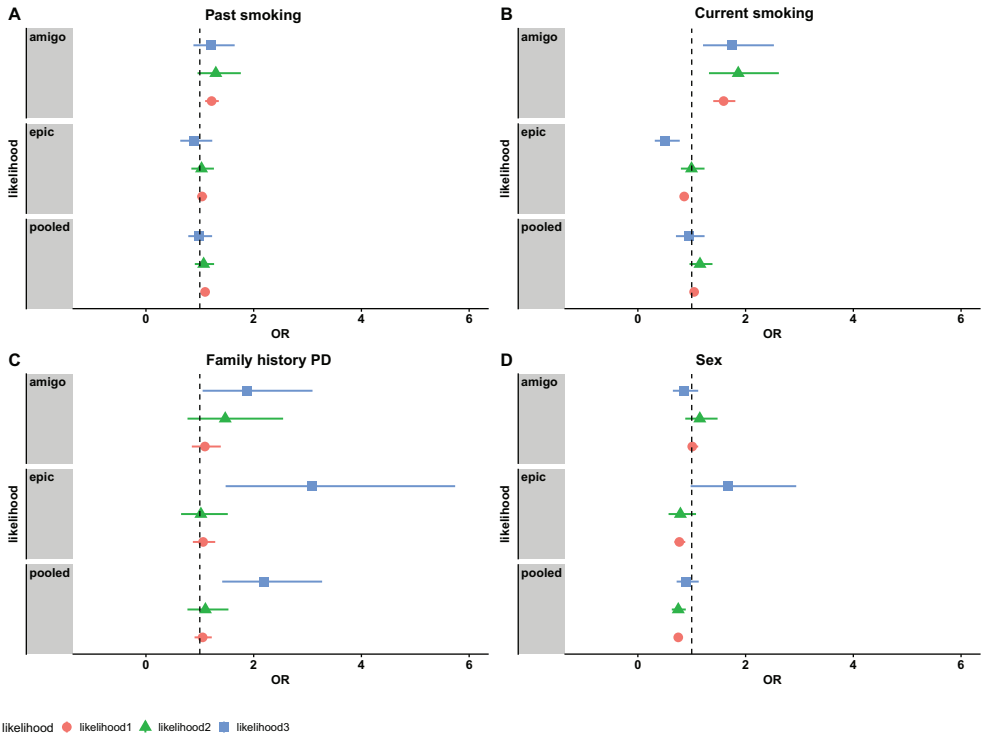 A
Past smoking
likelihood
amigo
epic
pooled
0 2 4 6
OR
B
Current smoking
likelihood
amigo
epic
pooled
0 2 4 6
OR
C
Family history PD
likelihood
amigo
epic
pooled
0 2 4 6
OR
D
Sex
likelihood
amigo
epic
pooled
0 2 4 6
OR
likelihood likelihood1 likelihood2 likelihood3